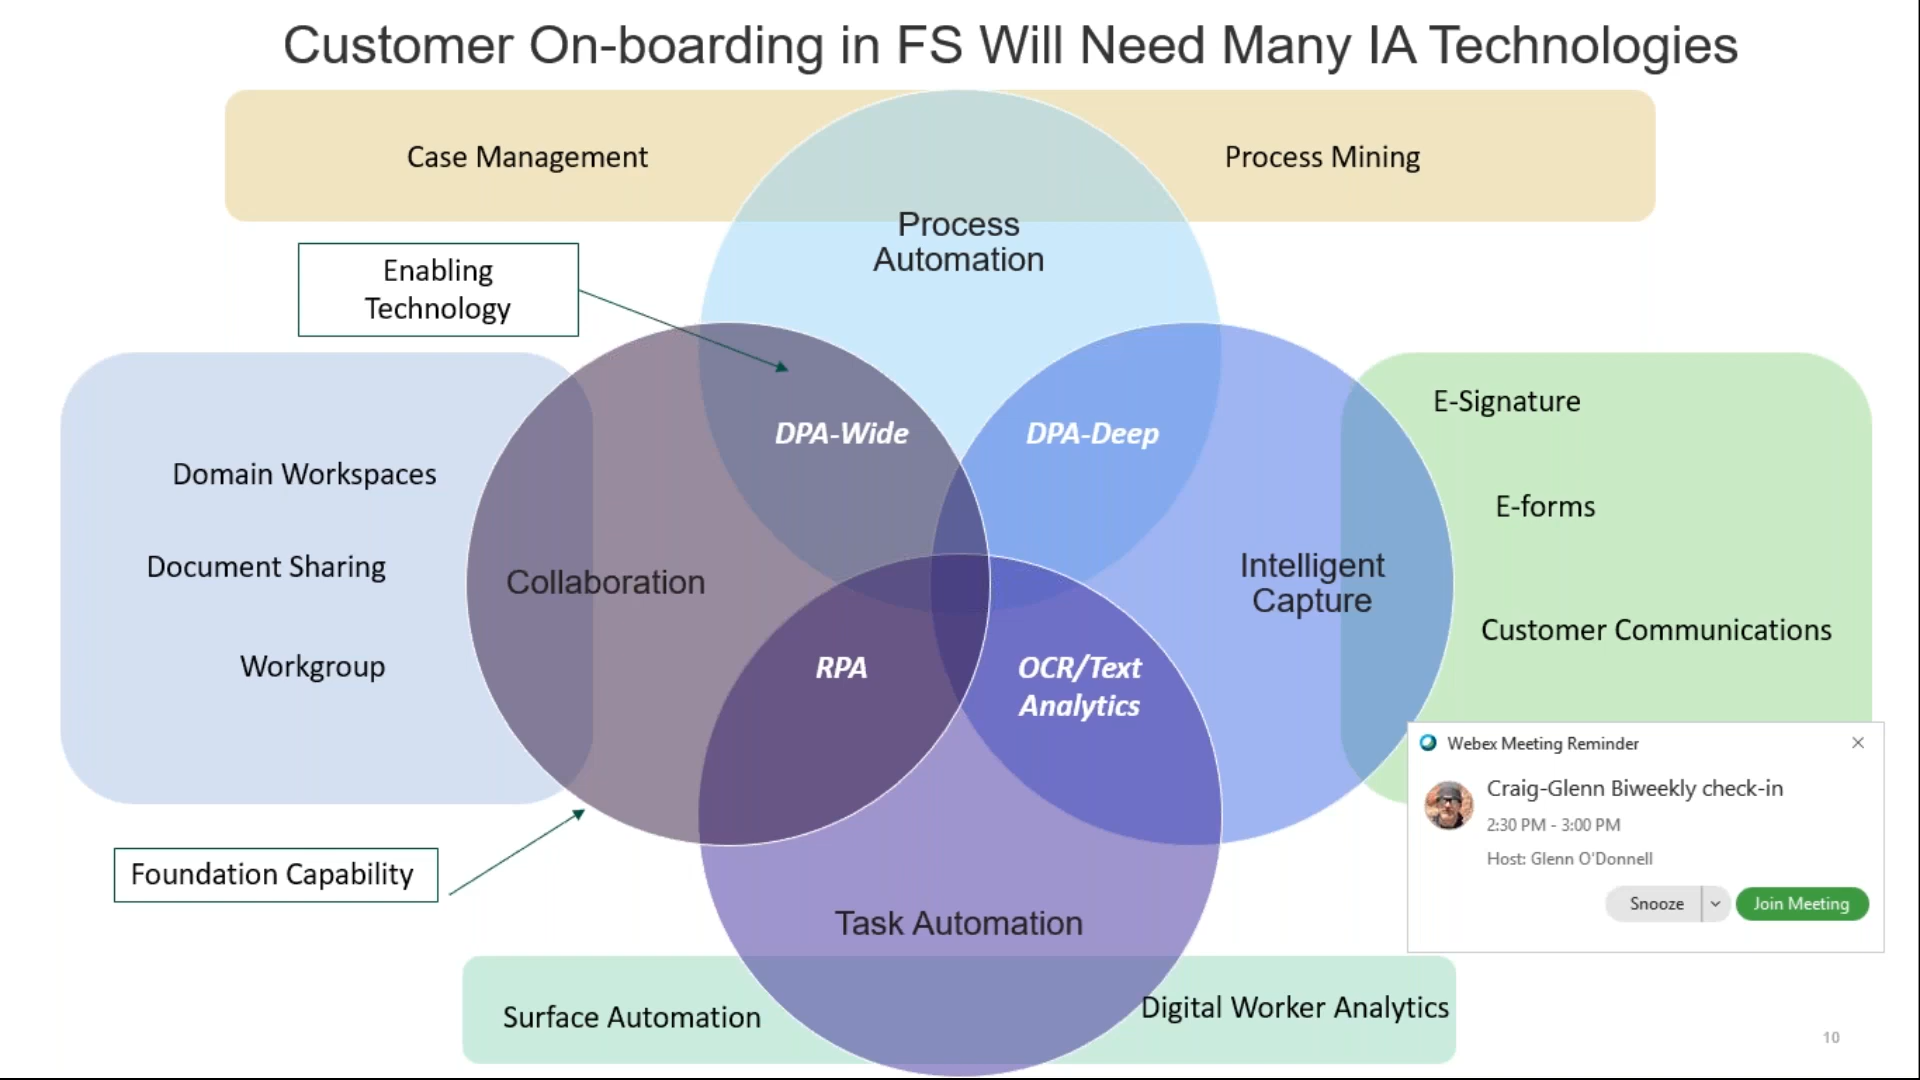 Customer On-boarding in FS Will Need Many IA Technologies
Case Management
Process Mining
Process
Automation
Enabling
Technology
DPA-Wide
DPA-Deep
E-Signature
Domain Workspaces
E-forms
Document Sharing
Collaboration
Intelligent
Capture
Customer Communications
Workgroup
RPA
OCR/Text
Analytics
Webex Meeting Reminder
Craig-Glenn Biweekly check-in
2:30 PM - 3:00 PM
Host: Glenn O'Donnell
Snooze
Join Meeting
Foundation Capability
Task Automation
Surface Automation
Digital Worker Analytics
10